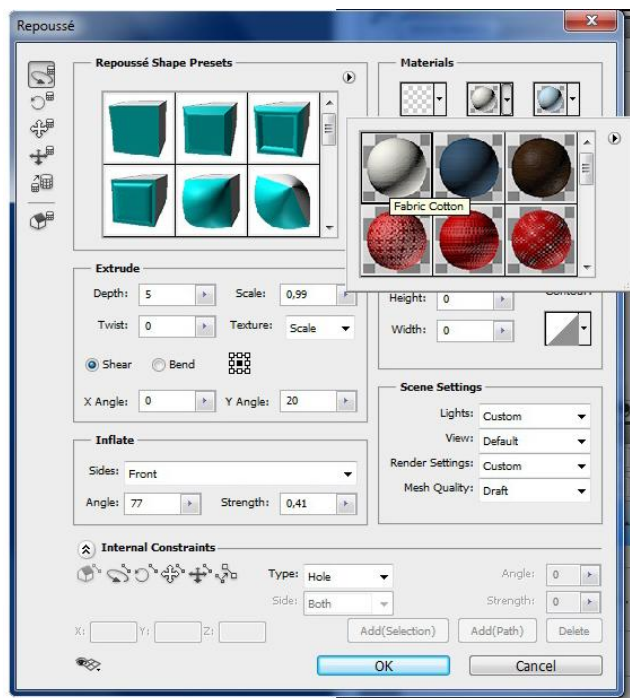 Repoussé
Repoussé Shape Presets
Materials
Fabric Cotton
Extrude
Depth: 5 Scale: 0,99
Twist: 0 Texture: Scale
Shear Bend
X Angle: 0 Y Angle: 20
Height: 0
Width: 0
Inflate
Sides: Front
Angle: 77 Strength: 0,41
Scene Settings
Lights: Custom
View: Default
Render Settings: Custom
Mesh Quality: Draft
Internal Constraints
Type: Hole Angle: 0
Side: Both Strength: 0
X: Y: Z: Add(Selection) Add(Path) Delete
OK Cancel